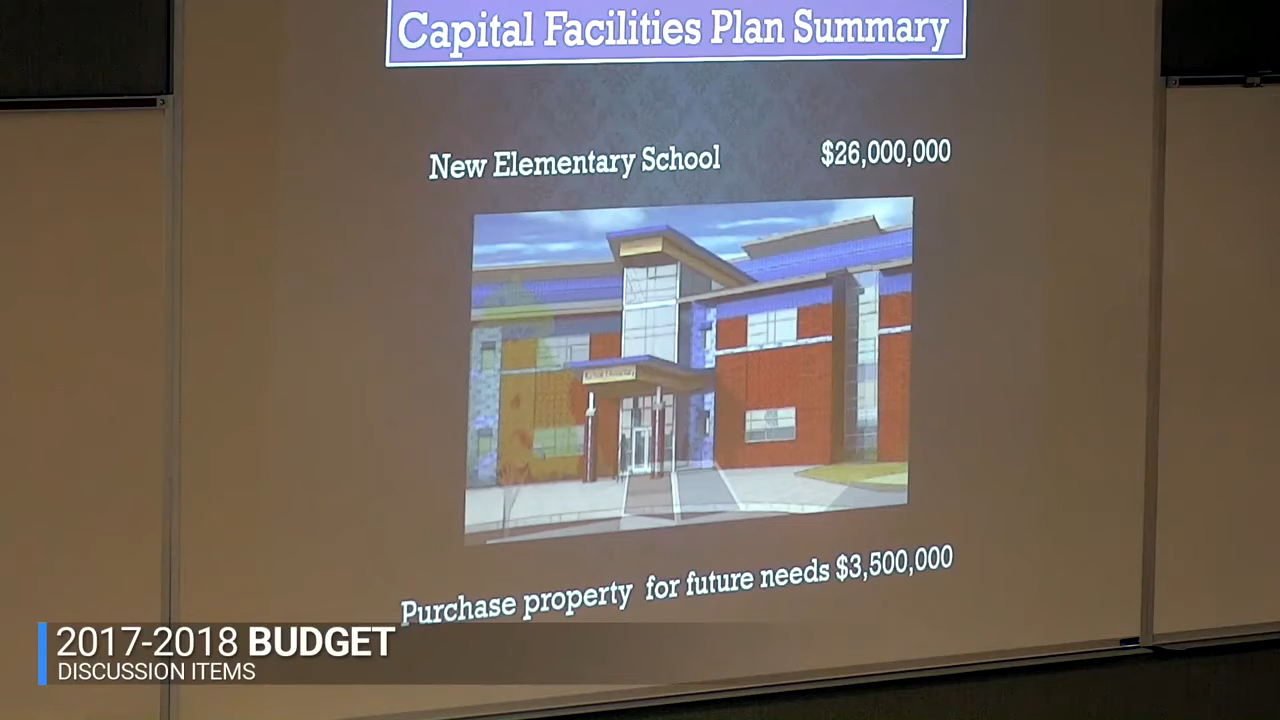 Capital Facilities Plan Summary
New Elementary School $26,000,000
Elementary
Purchase property for future needs $3,500,000
2017-2018 BUDGET
DISCUSSION ITEMS